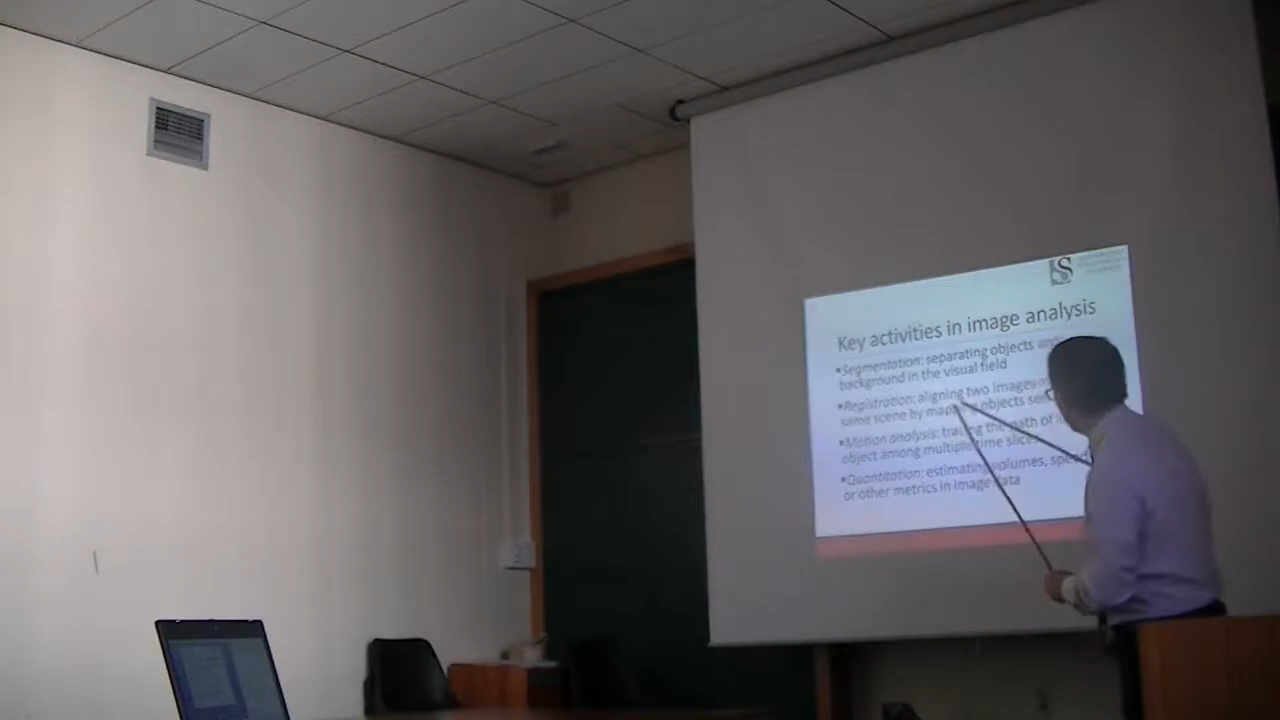 LS
Key activities in image analysis
•Segmentation: separating objects and
background in the visual field
•Registration: aligning two images
same scene by objects
•Motion analysis: tracing the path of
object among multiple time slices
•Quantitation: estimating volumes, speed
or other metrics in image data